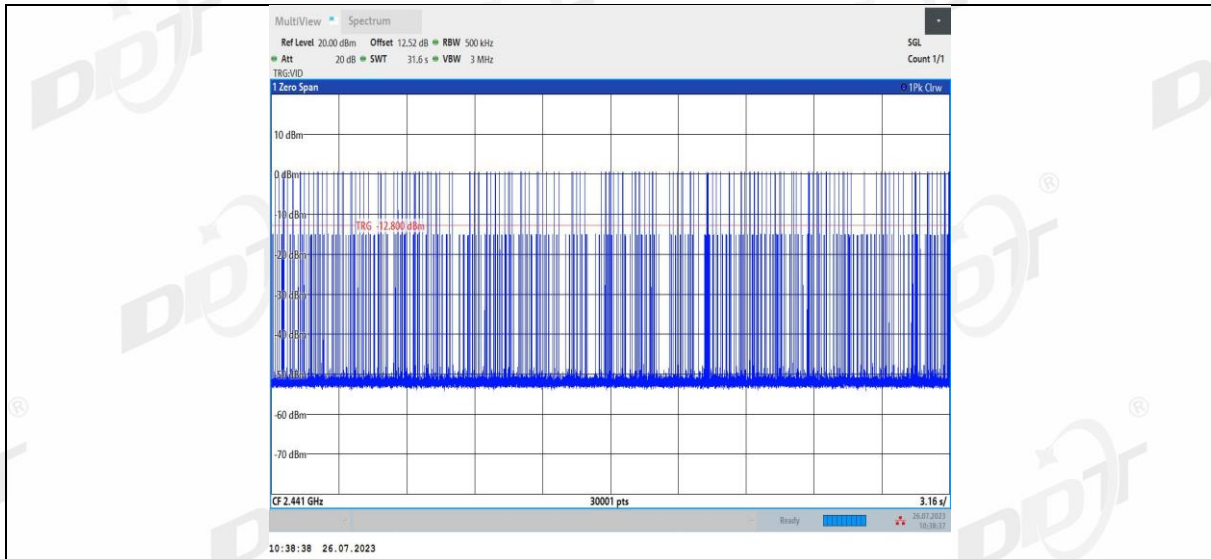 MultiView Spectrum
Ref Level 20.00 dBm Offset 12.52 dB RBW 500 kHz SGL
Att 20 dB SWT 31.6 s VBW 3 MHz Count 1/1
TRG:VID
1 Zero Span 1Pk Clrw
10 dBm
0 dBm
-10 dBm
TRG -12.800 dBm
-20 dBm
-30 dBm
-40 dBm
-60 dBm
-70 dBm
CF 2.441 GHz 30001 pts 3.16 s/
Ready 26.07.2023
10:38:37
10:38:38 26.07.2023
DDT